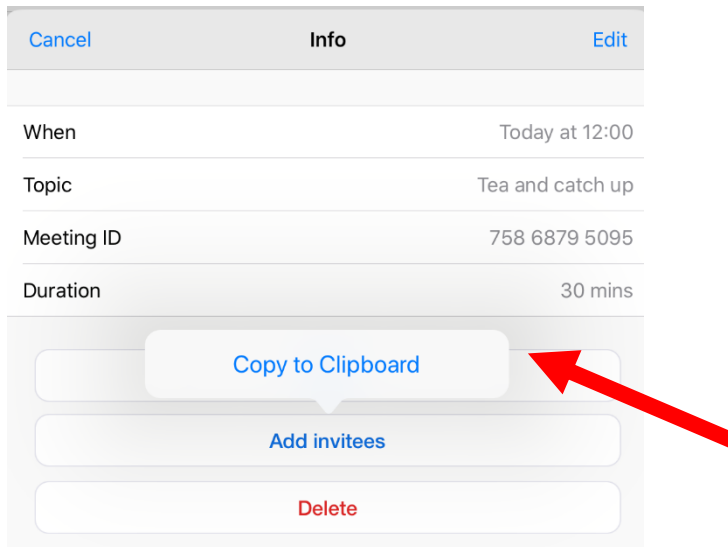 Cancel Info Edit
When Today at 12:00
Topic Tea and catch up
Meeting ID 758 6879 5095
Duration 30 mins
Copy to Clipboard
Add invitees
Delete